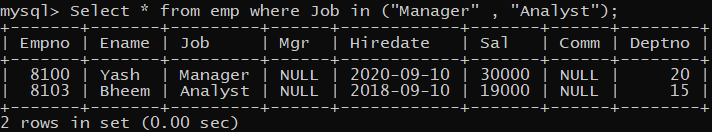 mysql> Select * from emp where Job in ("Manager" , "Analyst");
+-------+-------+---------+------+------------+-------+------+--------+
| Empno | Ename | Job     | Mgr  | Hiredate   | Sal   | Comm | Deptno |
+-------+-------+---------+------+------------+-------+------+--------+
|  8100 | Yash  | Manager | NULL | 2020-09-10 | 30000 | NULL |     20 |
|  8103 | Bheem | Analyst | NULL | 2018-09-10 | 19000 | NULL |     15 |
+-------+-------+---------+------+------------+-------+------+--------+
2 rows in set (0.00 sec)